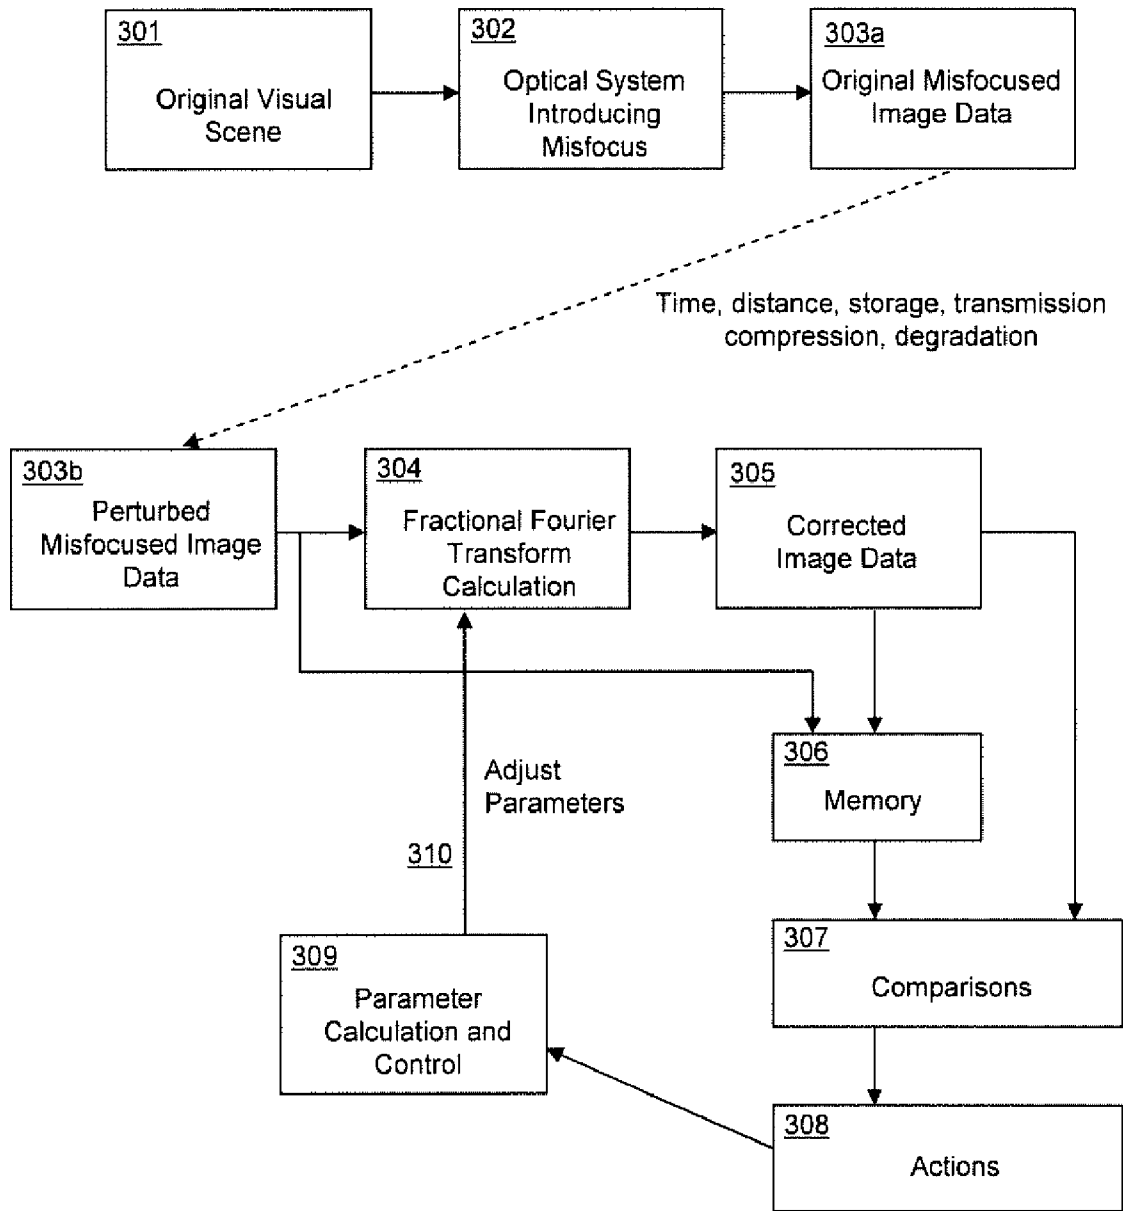 301
Original Visual
Scene
302
Optical System
Introducing
Misfocus
303a
Original Misfocused
Image Data
Time, distance, storage, transmission
compression, degradation
303b
Perturbed
Misfocused Image
Data
304
Fractional Fourier
Transform
Calculation
305
Corrected
Image Data
306
Memory
Adjust
Parameters
310
307
Comparisons
309
Parameter
Calculation and
Control
308
Actions